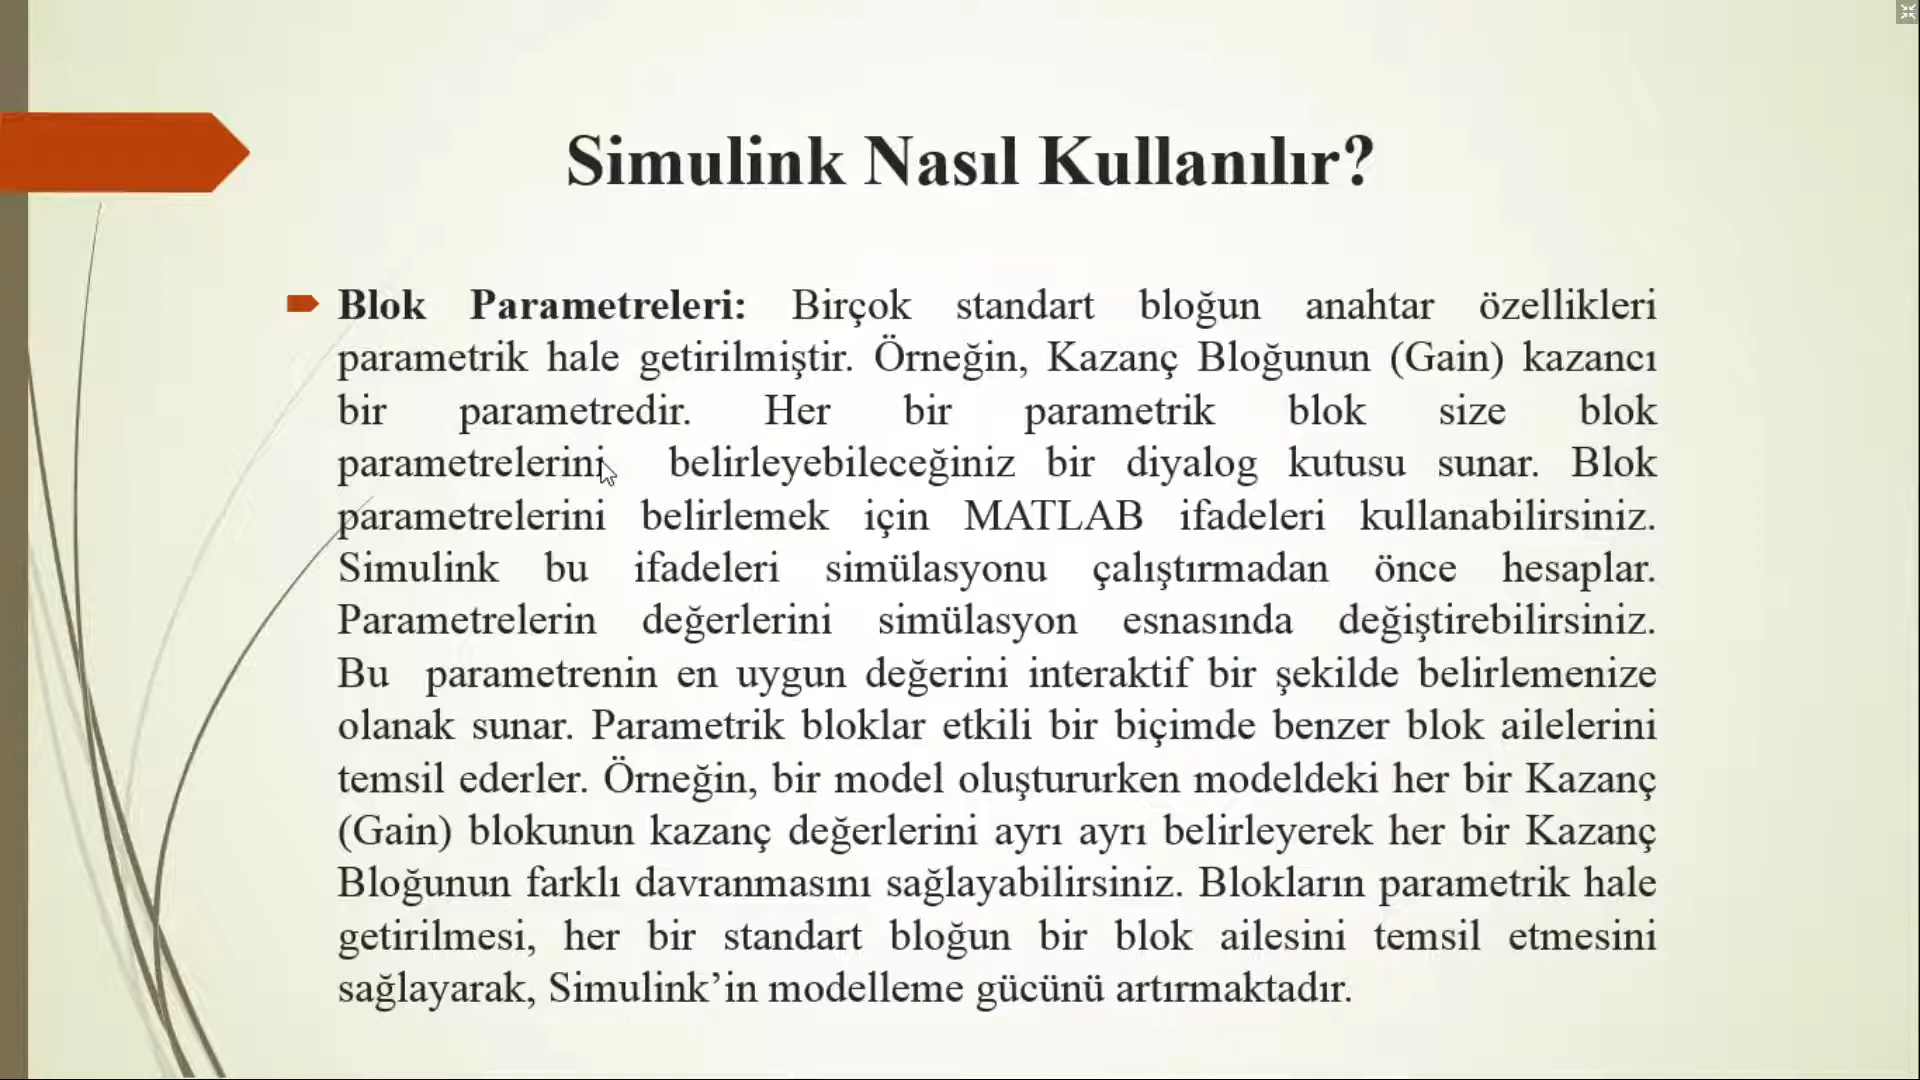 Simulink Nasıl Kullanılır?
Blok Parametreleri: Birçok standart bloğun anahtar özellikleri
parametrik hale getirilmiştir. Örneğin, Kazanç Bloğunun (Gain) kazancı
bir parametredir. Her bir parametrik blok size blok
parametrelerini belirleyebileceğiniz bir diyalog kutusu sunar. Blok
parametrelerini belirlemek için MATLAB ifadeleri kullanabilirsiniz.
Simulink bu ifadeleri simülasyonu çalıştırmadan önce hesaplar.
Parametrelerin değerlerini simülasyon esnasında değiştirebilirsiniz.
Bu parametrenin en uygun değerini interaktif bir şekilde belirlemenize
olanak sunar. Parametrik bloklar etkili bir biçimde benzer blok ailelerini
temsil ederler. Örneğin, bir model oluştururken modeldeki her bir Kazanç
(Gain) blokunun kazanç değerlerini ayrı ayrı belirleyerek her bir Kazanç
Bloğunun farklı davranmasını sağlayabilirsiniz. Blokların parametrik hale
getirilmesi, her bir standart bloğun bir blok ailesini temsil etmesini
sağlayarak, Simulink’in modelleme gücünü artırmaktadır.